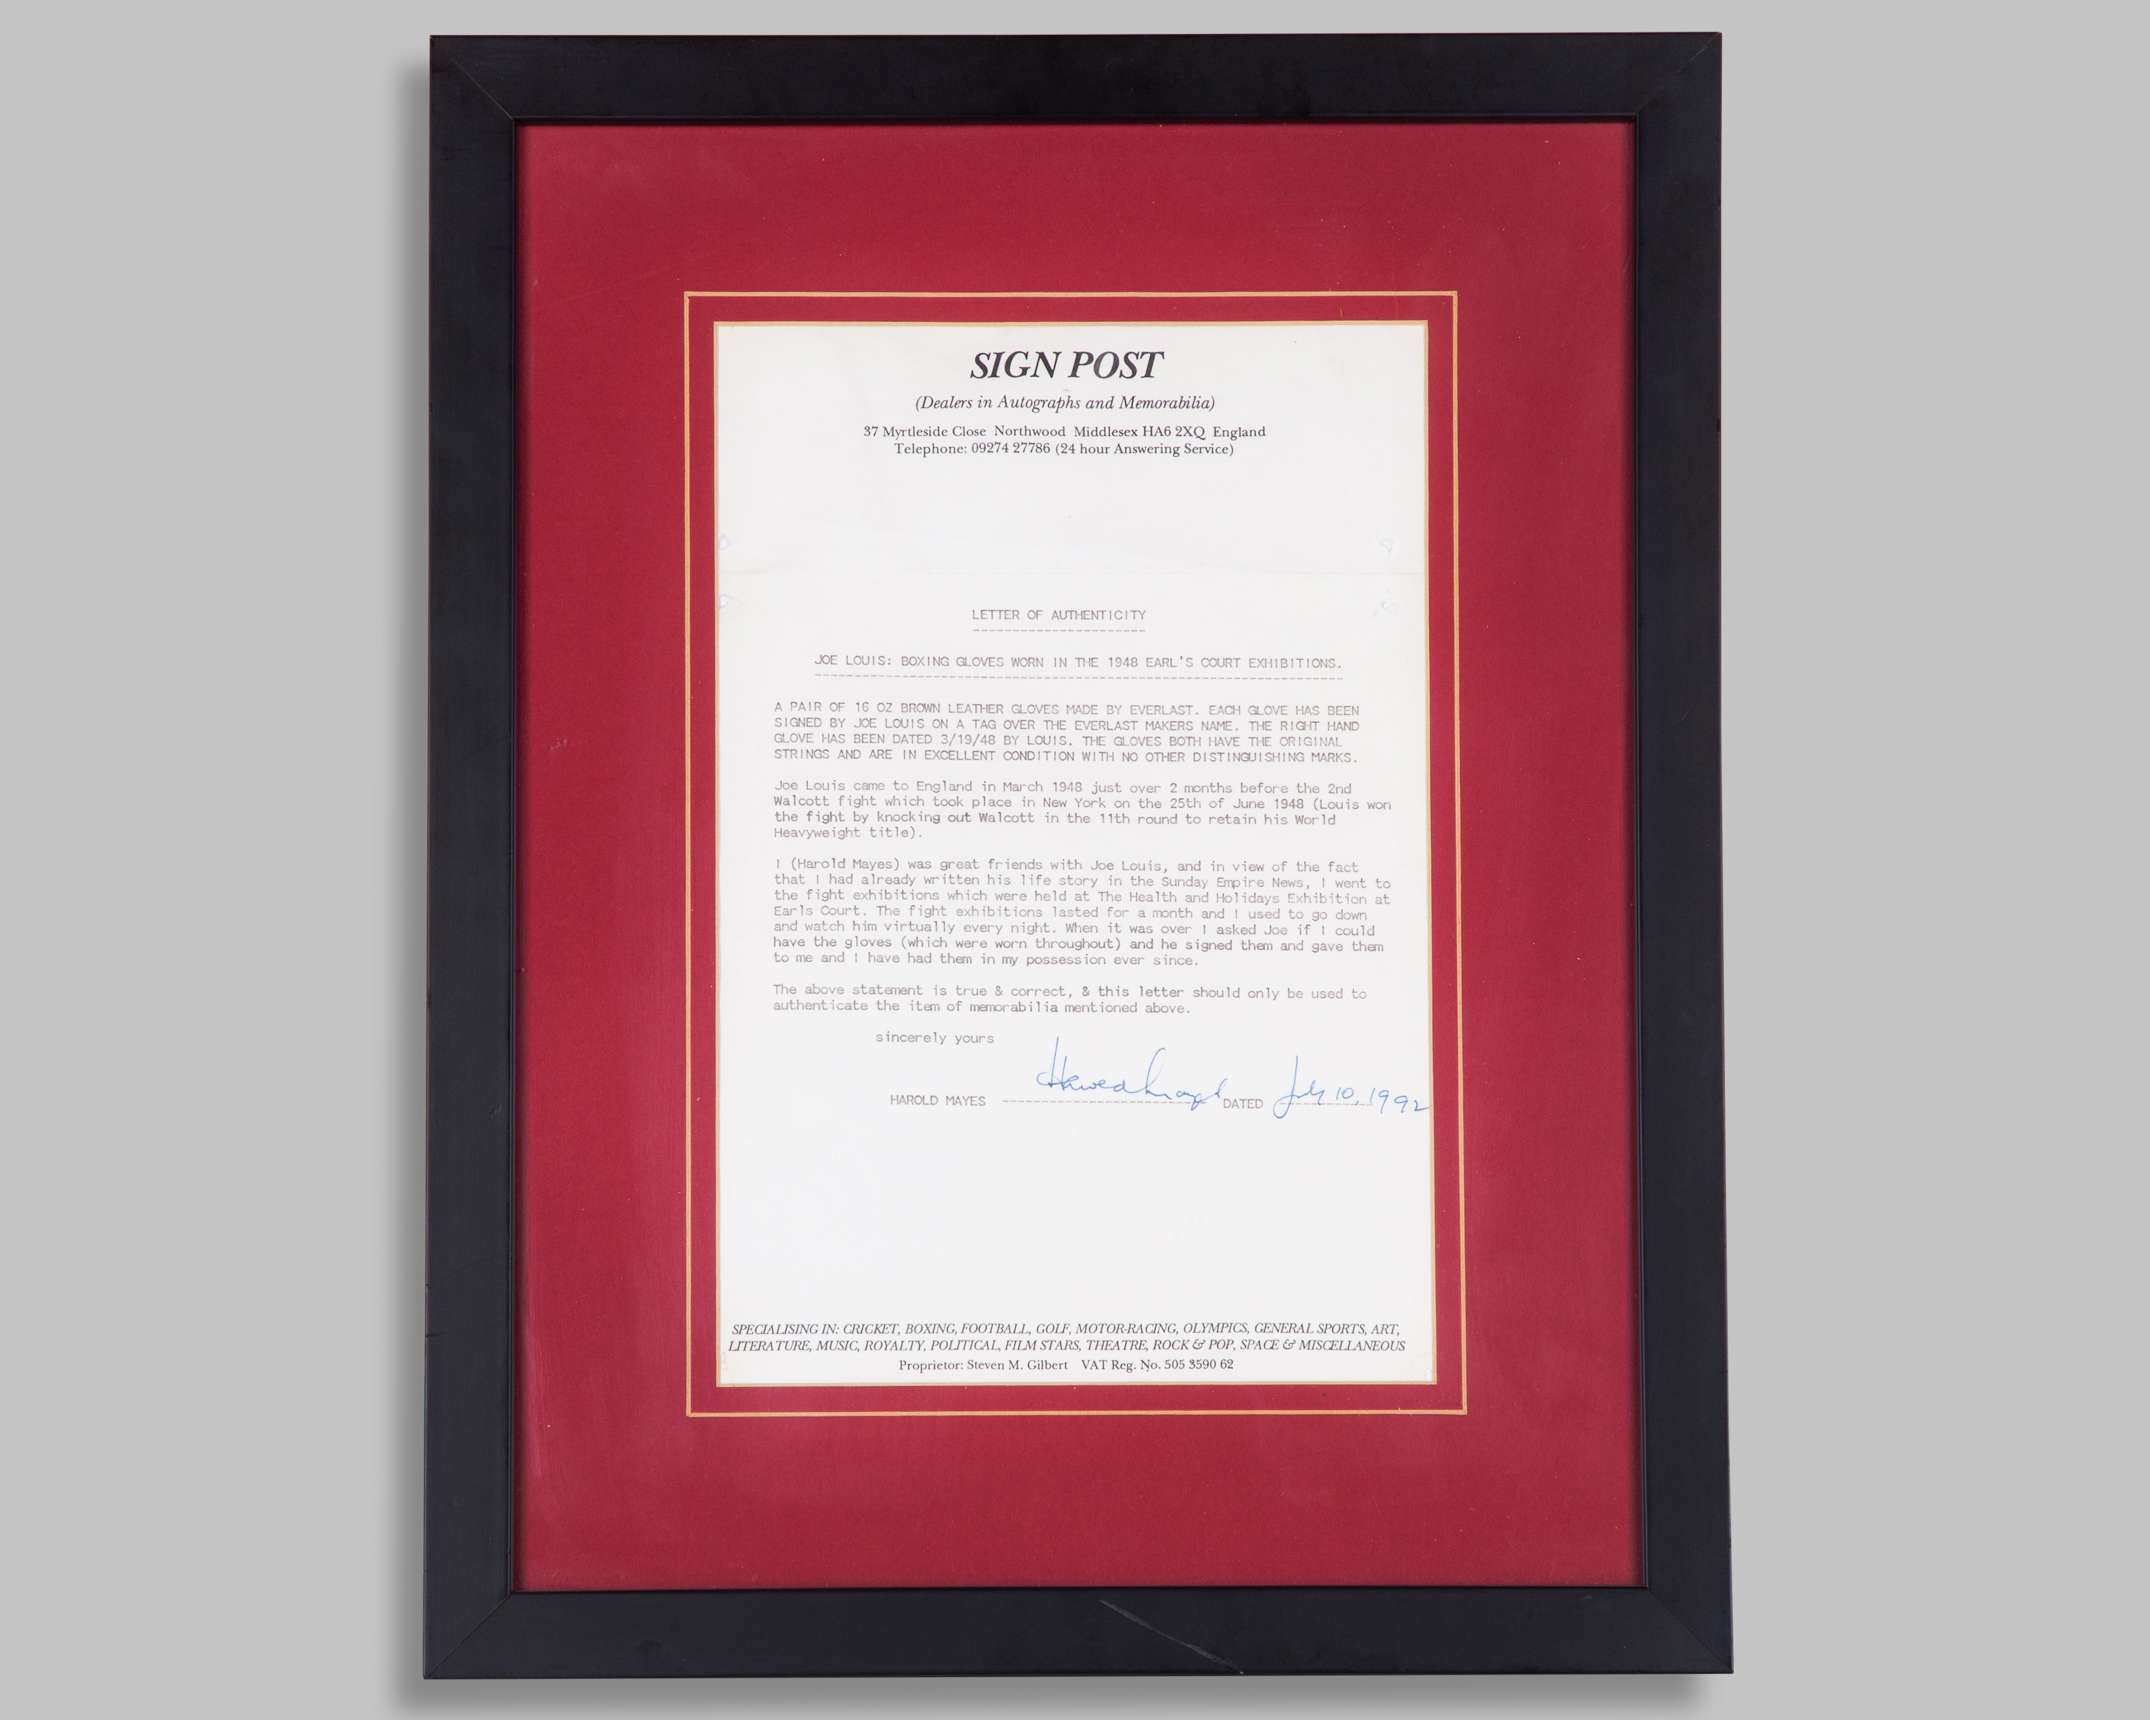 SIGN POST
(Dealers in Autographs and Memorabilia)
37 Myrtleside Close Northwood Middlesex HA6 2XQ England
Telephone: 09274 27786 (24 hour Answering Service)
LETTER OF AUTHENTICITY
JOE LOUIS: BOXING GLOVES WORN IN THE 1948 EARL'S COURT EXHIBITIONS.
A PAIR OF 16 OZ BROWN LEATHER GLOVES MADE BY EVERLAST. EACH GLOVE HAS BEEN
SIGNED BY JOE LOUIS ON A TAG OVER THE EVERLAST MAKERS NAME. THE RIGHT HAND
GLOVE HAS BEEN DATED 3/19/48 BY LOUIS. THE GLOVES BOTH HAVE THE ORIGINAL
STRINGS AND ARE IN EXCELLENT CONDITION WITH NO OTHER DISTINGUISHING MARKS.
Joe Louis came to England in March 1948 just over 2 months before the 2nd
Walcott fight which took place in New York on the 25th of June 1948 (Louis won
the fight by knocking out Walcott in the 11th round to retain his World
Heavyweight title).
I (Harold Mayes) was great friends with Joe Louis, and in view of the fact
that I had already written his life story in the Sunday Empire News, I went to
the fight exhibitions which were held at The Health and Holidays Exhibition at
Earls Court. The fight exhibitions lasted for a month and I used to go down
and watch him virtually every night. When it was over I asked Joe if I could
have the gloves (which were worn throughout) and he signed them and gave them
to me and I have had them in my possession ever since.
The above statement is true & correct, & this letter should only be used to
authenticate the item of memorabilia mentioned above.
sincerely yours
HAROLD MAYES Harold Mayes DATED July 10, 1992
SPECIALISING IN: CRICKET, BOXING, FOOTBALL, GOLF, MOTOR-RACING, OLYMPICS, GENERAL SPORTS, ART,
LITERATURE, MUSIC, ROYALTY, POLITICAL, FILM STARS, THEATRE, ROCK & POP, SPACE & MISCELLANEOUS
Proprietor: Steven M. Gilbert VAT Reg. No. 505 3590 62